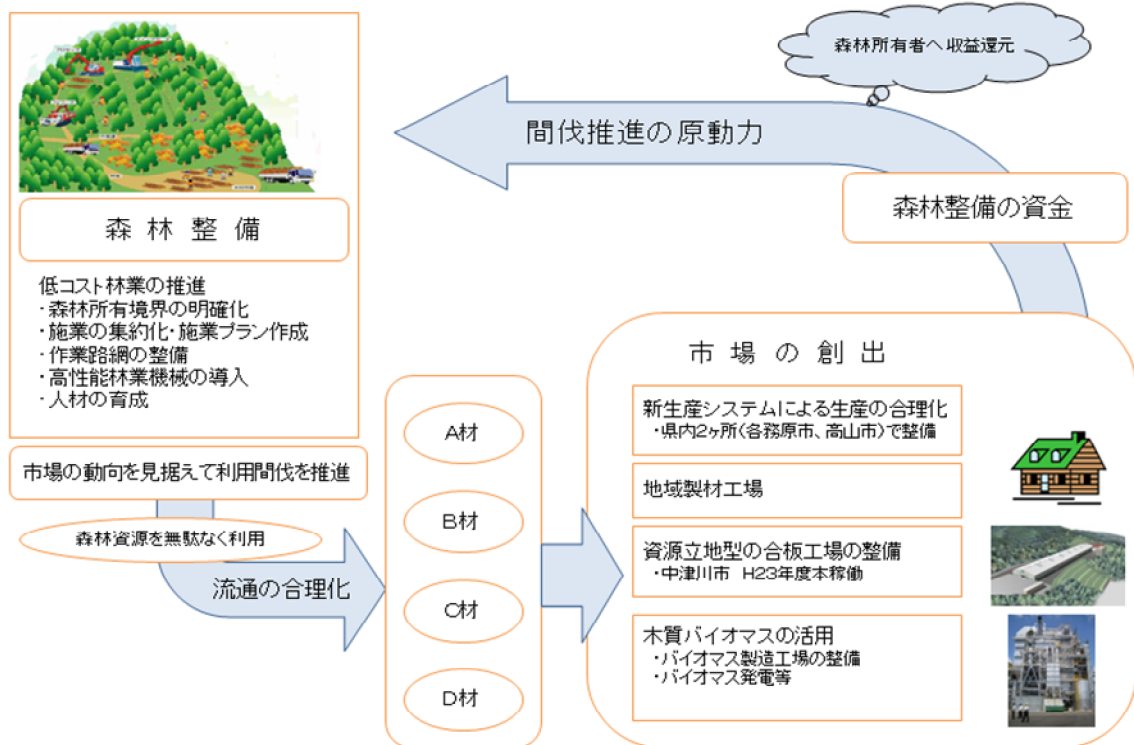 森林所有者へ収益還元
間伐推進の原動力
森林整備の資金
森林整備
低コスト林業の推進
・森林所有境界の明確化
・施業の集約化・施業プラン作成
・作業路網の整備
・高性能林業機械の導入
・人材の育成
市場の動向を見据えて利用間伐を推進
森林資源を無駄なく利用
流通の合理化
A材
B材
C材
D材
市場の創出
新生産システムによる生産の合理化
・県内2ヶ所(各務原市、高山市)で整備
地域製材工場
資源立地型の合板工場の整備
・中津川市 H23年度本稼働
木質バイオマスの活用
・バイオマス製造工場の整備
・バイオマス発電等